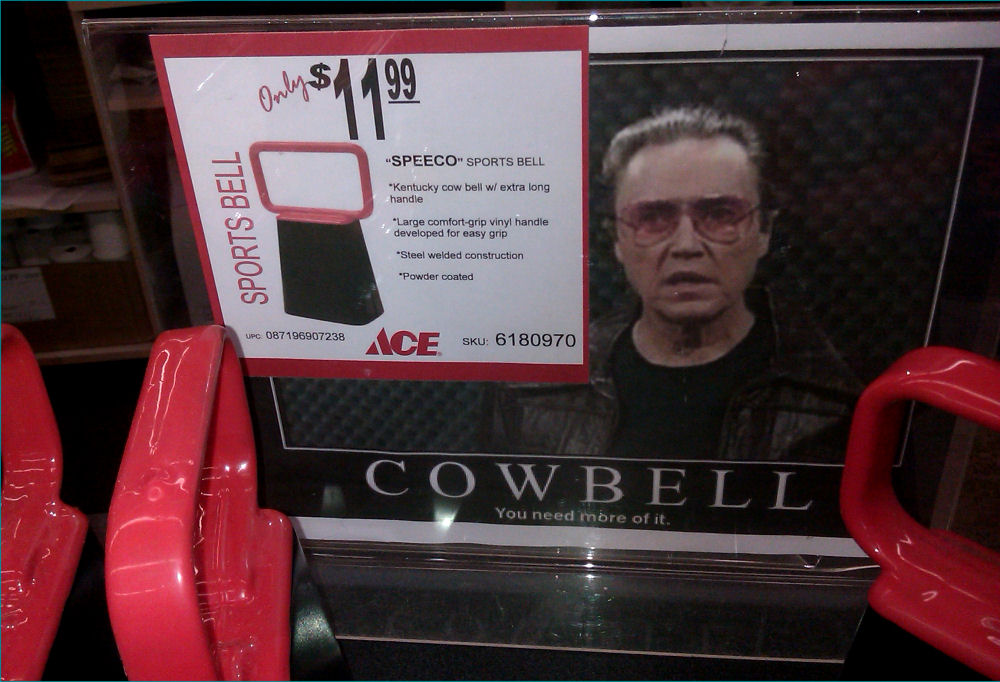 Only $11.99
SPORTS BELL
"SPEECO" SPORTS BELL
*Kentucky cow bell w/ extra long
handle
*Large comfort-grip vinyl handle
developed for easy grip
*Steel welded construction
*Powder coated
UPC: 087196907238
ACE
SKU: 6180970
COWBELL
You need more of it.